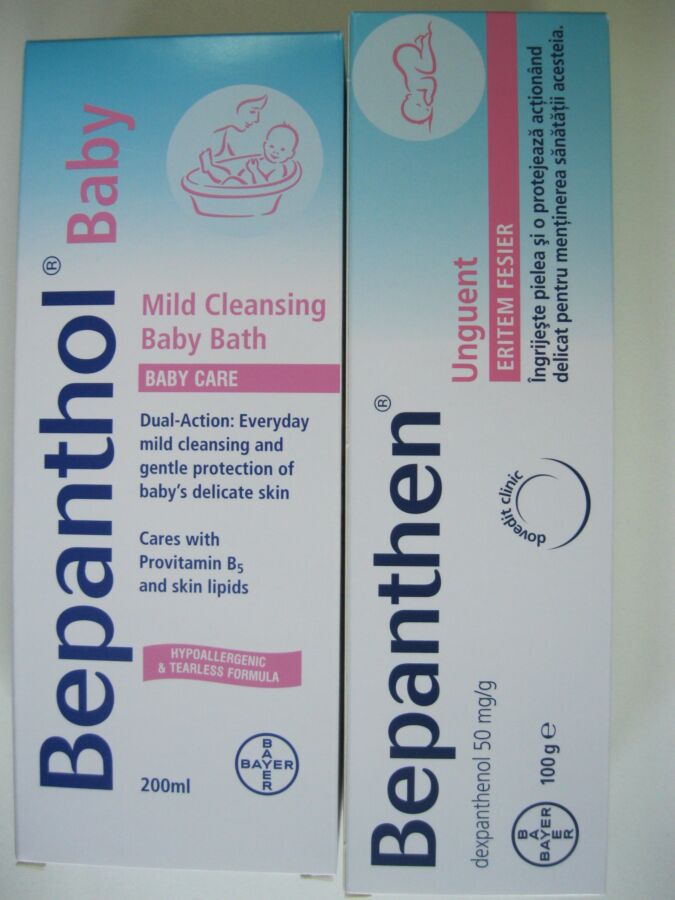 Bepanthol® Baby
Mild Cleansing
Baby Bath
BABY CARE
Dual-Action: Everyday
mild cleansing and
gentle protection of
baby's delicate skin
Cares with
Provitamin B5
and skin lipids
HYPOALLERGENIC
& TEARLESS FORMULA
200ml
BAYER
BAYER
Bepanthen®
Unguent
ERITEM FESIER
Îngrijeşte pielea şi o protejează acţionând
delicat pentru menţinerea sănătăţii acesteia.
dovedit clinic
dexpanthenol 50 mg/g
100 g ℮
BAYER
BAYER